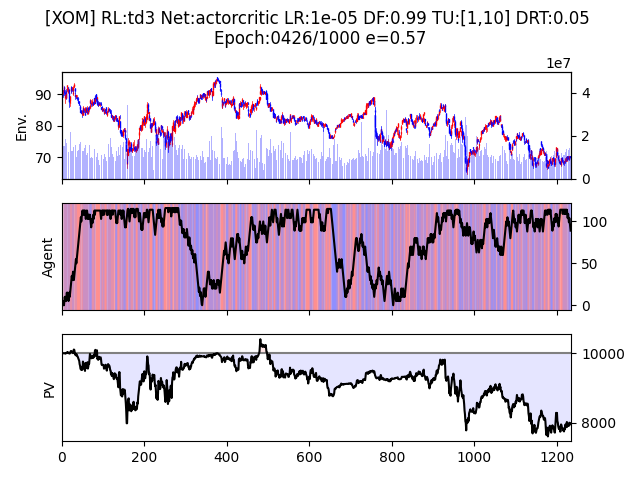 [XOM] RL:td3 Net:actorcritic LR:1e-05 DF:0.99 TU:[1,10] DRT:0.05
Epoch:0426/1000 e=0.57
1e7
Env.
90
80
70
4
2
0
Agent
100
50
0
PV
10000
8000
0 200 400 600 800 1000 1200